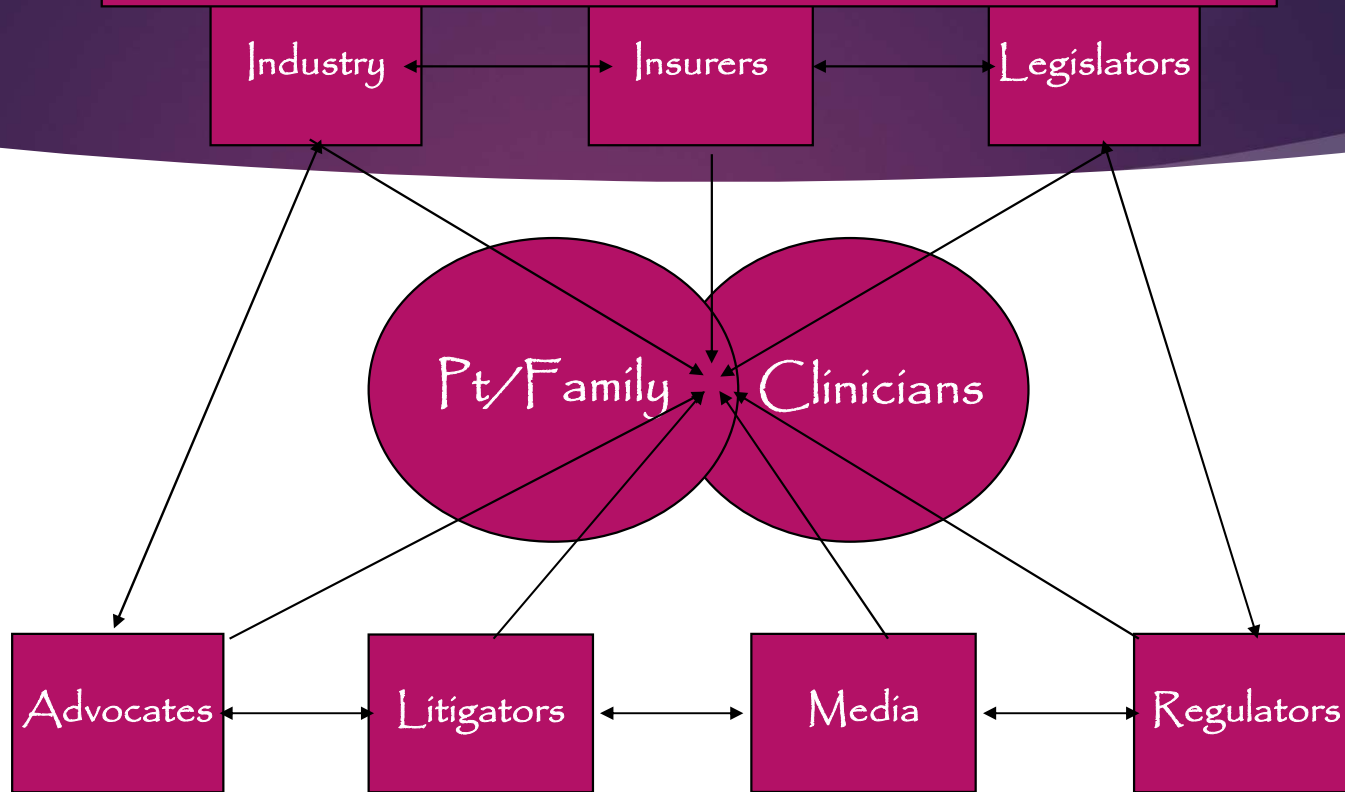 Industry
Insurers
Legislators
Pt/Family
Clinicians
Advocates
Litigators
Media
Regulators